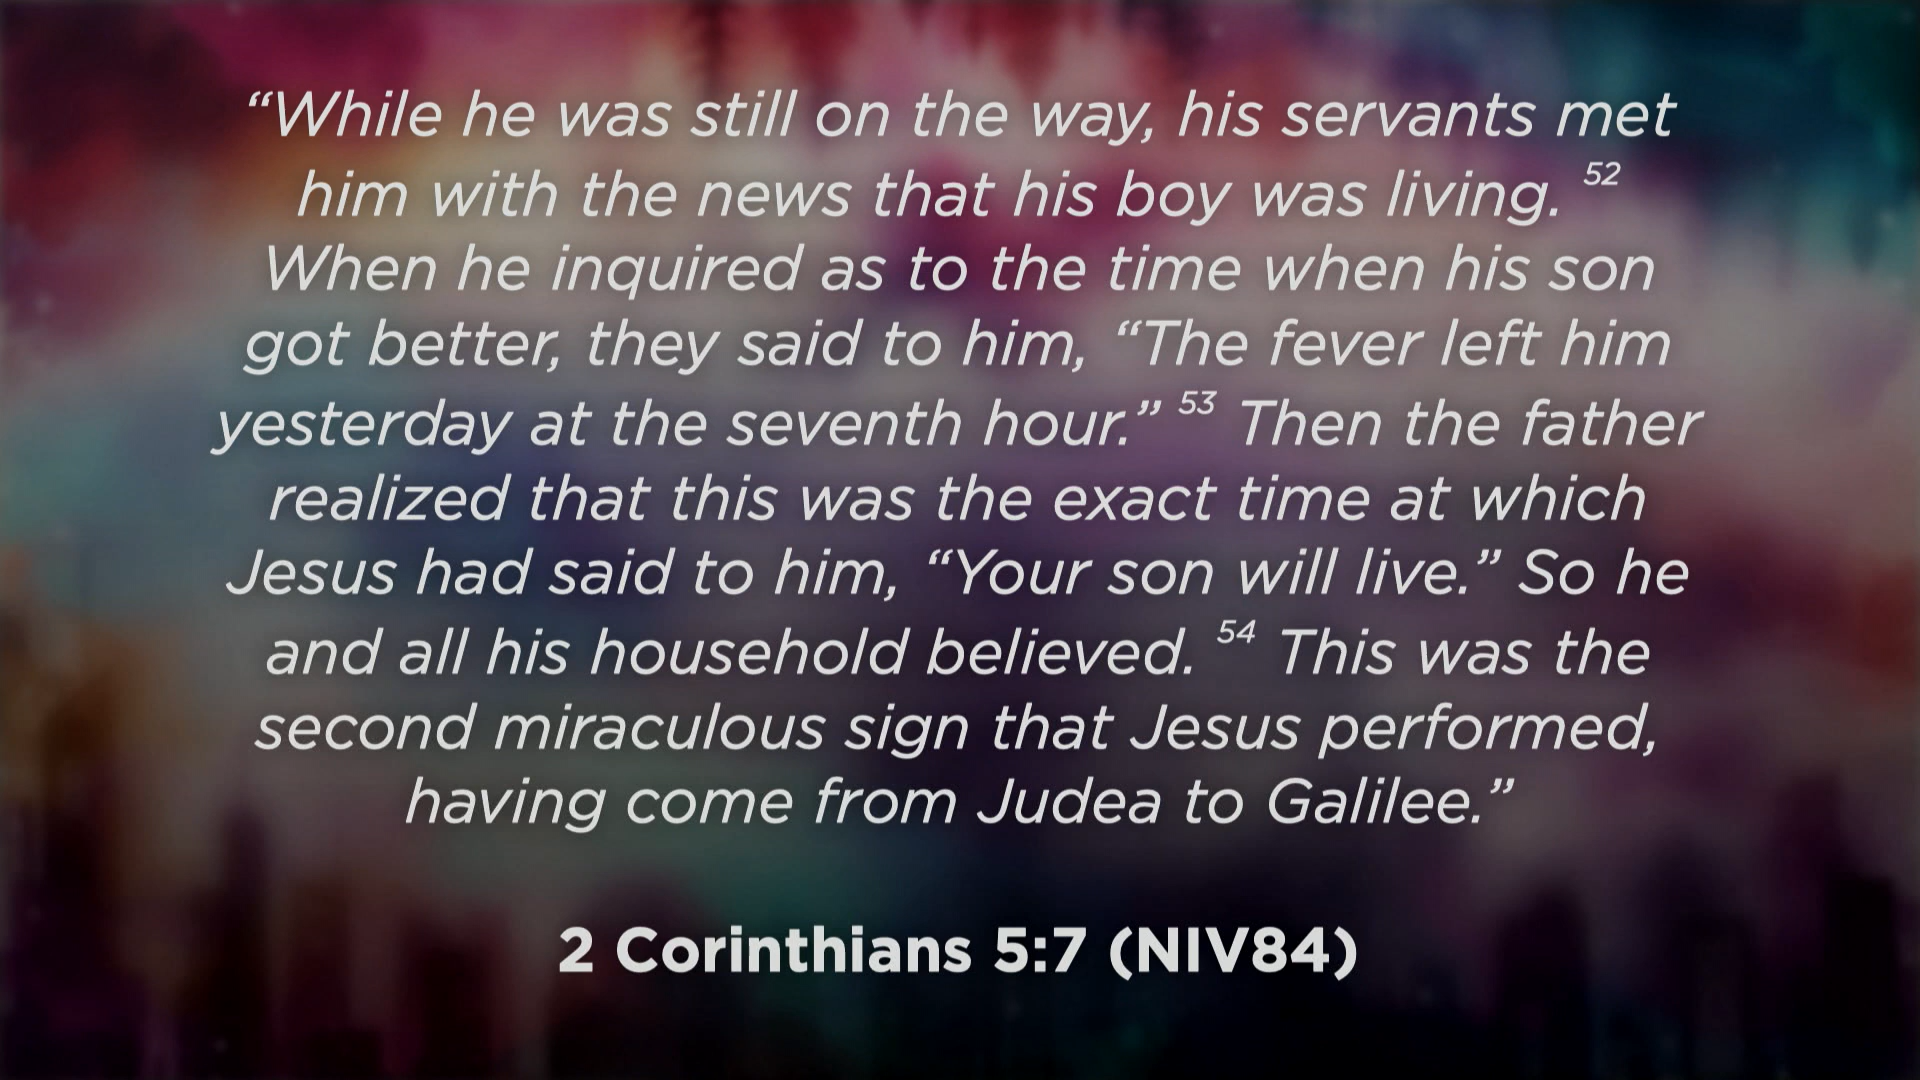 “While he was still on the way, his servants met
him with the news that his boy was living. 52
When he inquired as to the time when his son
got better, they said to him, “The fever left him
yesterday at the seventh hour.” 53 Then the father
realized that this was the exact time at which
Jesus had said to him, “Your son will live.” So he
and all his household believed. 54 This was the
second miraculous sign that Jesus performed,
having come from Judea to Galilee.”
2 Corinthians 5:7 (NIV84)